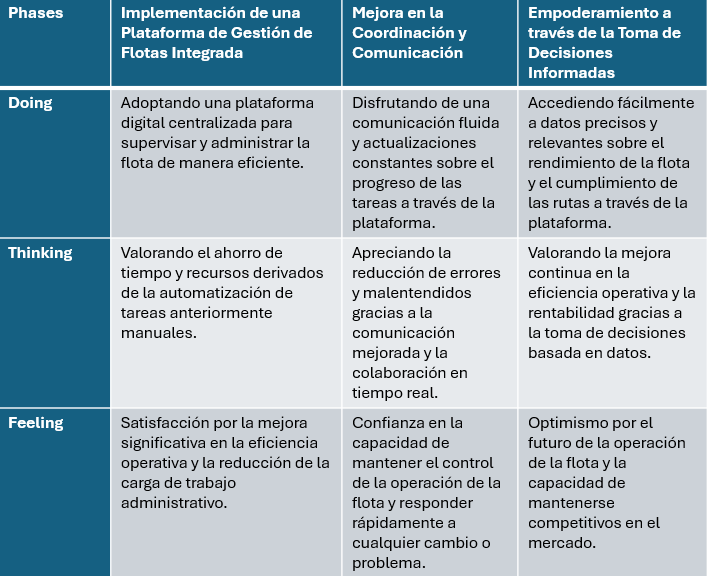 Phases
Implementación de una
Plataforma de Gestión de
Flotas Integrada
Mejora en la
Coordinación y
Comunicación
Empoderamiento a
través de la Toma de
Decisiones
Informadas
Doing
Adoptando una plataforma
digital centralizada para
supervisar y administrar la
flota de manera eficiente.
Disfrutando de una
comunicación fluida
y actualizaciones
constantes sobre el
progreso de las
tareas a través de la
plataforma.
Accediendo fácilmente
a datos precisos y
relevantes sobre el
rendimiento de la flota
y el cumplimiento de
las rutas a través de la
plataforma.
Thinking
Valorando el ahorro de
tiempo y recursos derivados
de la automatización de
tareas anteriormente
manuales.
Apreciando la
reducción de errores
y malentendidos
gracias a la
comunicación
mejorada y la
colaboración en
tiempo real.
Valorando la mejora
continua en la
eficiencia operativa y la
rentabilidad gracias a
la toma de decisiones
basada en datos.
Feeling
Satisfacción por la mejora
significativa en la eficiencia
operativa y la reducción de la
carga de trabajo
administrativo.
Confianza en la
capacidad de
mantener el control
de la operación de la
flota y responder
rápidamente a
cualquier cambio o
problema.
Optimismo por el
futuro de la operación
de la flota y la
capacidad de
mantenerse
competitivos en el
mercado.